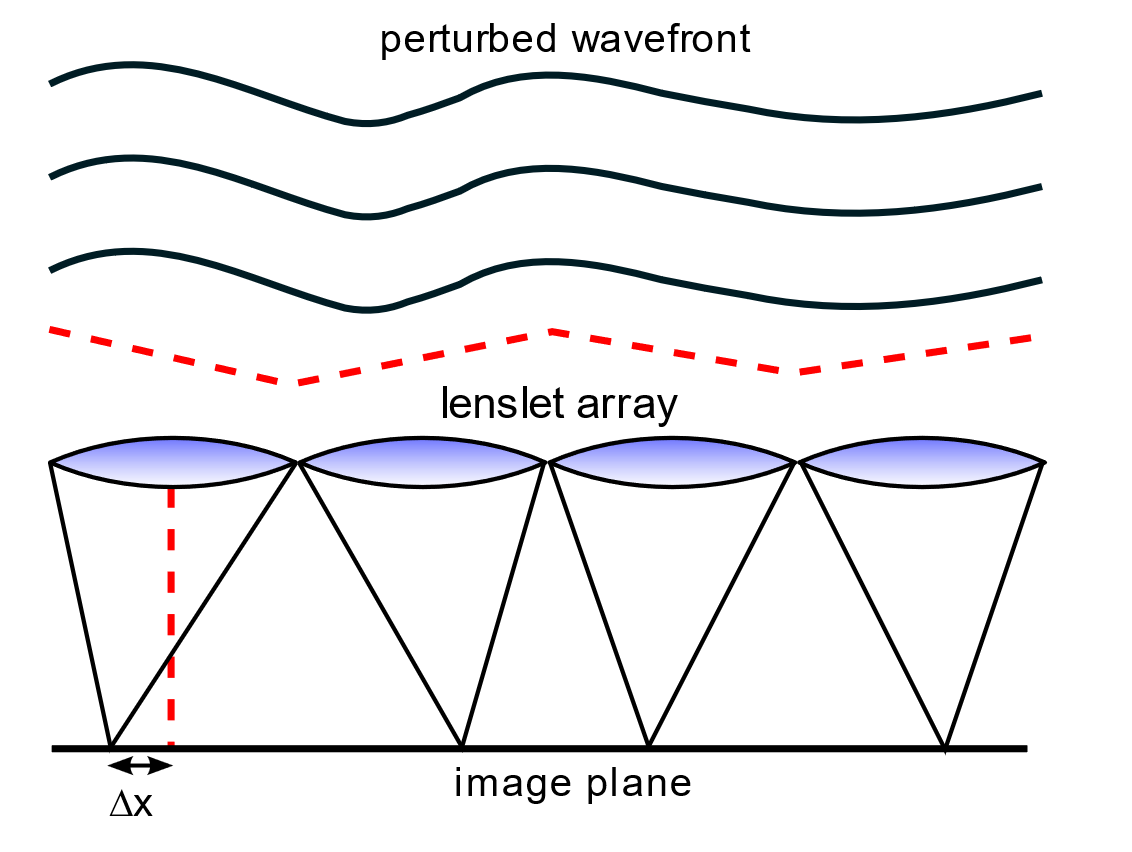 perturbed wavefront
lenslet array
image plane
Δx